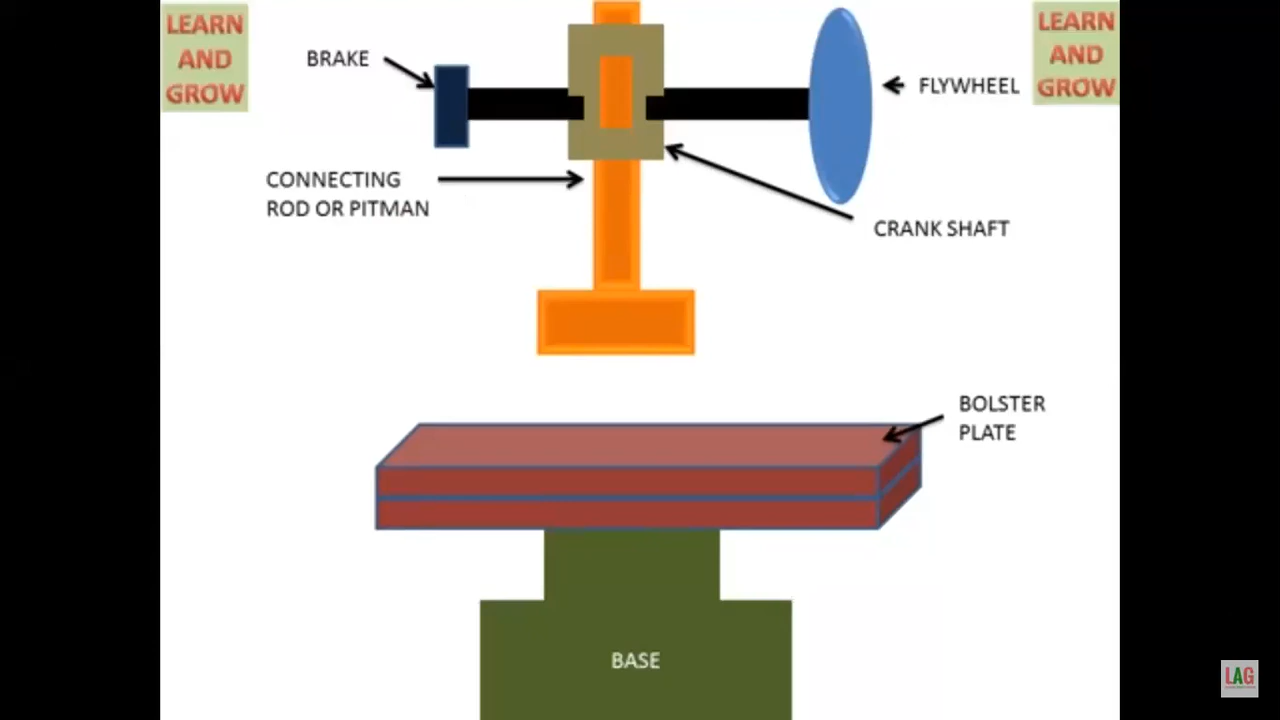 LEARN
AND
GROW
LEARN
AND
GROW
BRAKE
FLYWHEEL
CONNECTING
ROD OR PITMAN
CRANK SHAFT
BOLSTER
PLATE
BASE
LAG